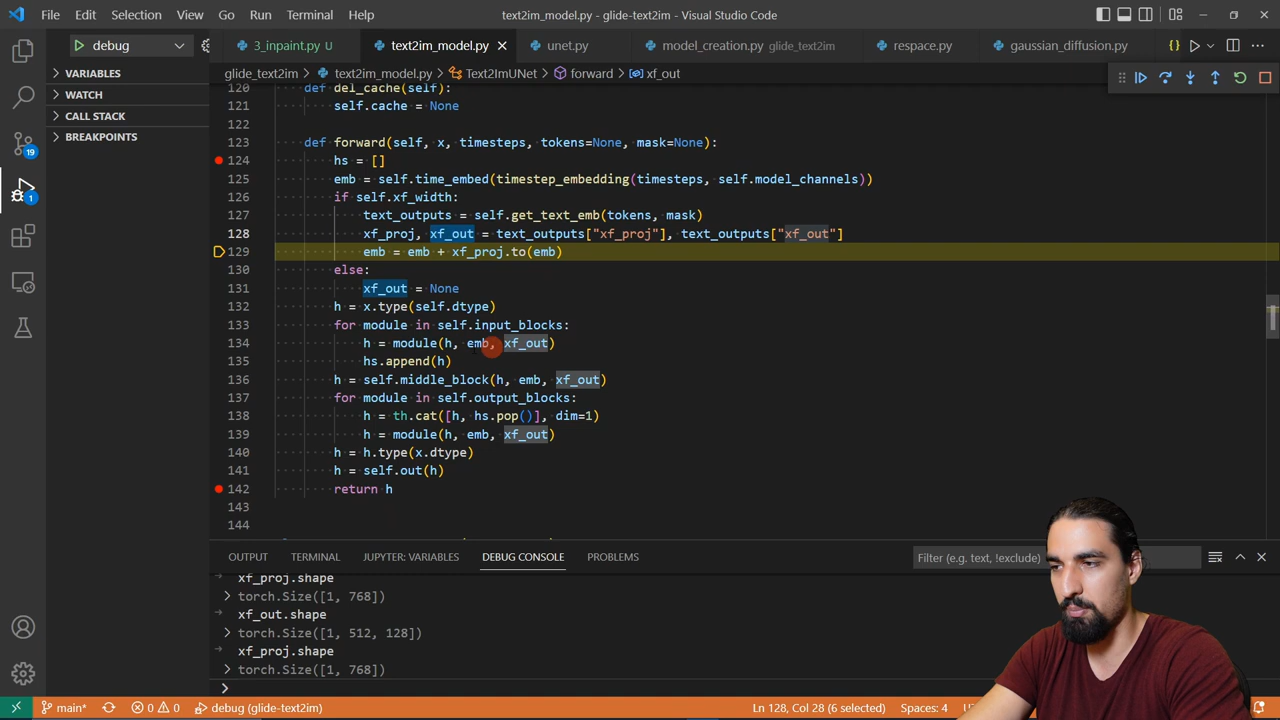 File Edit Selection View Go Run Terminal Help
text2im_model.py - glide-text2im - Visual Studio Code
debug
3_inpaint.py U
text2im_model.py
unet.py
model_creation.py glide_text2im
respace.py
gaussian_diffusion.py
VARIABLES
WATCH
CALL STACK
BREAKPOINTS
19
1
glide_text2im > text2im_model.py > Text2ImUNet > forward > xf_out
120 def del_cache(self):
121 self.cache = None
122
123 def forward(self, x, timesteps, tokens=None, mask=None):
124 hs = []
125 emb = self.time_embed(timestep_embedding(timesteps, self.model_channels))
126 if self.xf_width:
127 text_outputs = self.get_text_emb(tokens, mask)
128 xf_proj, xf_out = text_outputs["xf_proj"], text_outputs["xf_out"]
129 emb = emb + xf_proj.to(emb)
130 else:
131 xf_out = None
132 h = x.type(self.dtype)
133 for module in self.input_blocks:
134 h = module(h, emb, xf_out)
135 hs.append(h)
136 h = self.middle_block(h, emb, xf_out)
137 for module in self.output_blocks:
138 h = th.cat([h, hs.pop()], dim=1)
139 h = module(h, emb, xf_out)
140 h = h.type(x.dtype)
141 h = self.out(h)
142 return h
143
144
OUTPUT TERMINAL JUPYTER: VARIABLES DEBUG CONSOLE PROBLEMS
Filter (e.g. text, !exclude)
xf_proj.shape
torch.Size([1, 768])
xf_out.shape
torch.Size([1, 512, 128])
xf_proj.shape
torch.Size([1, 768])
main* 0 0 debug (glide-text2im)
Ln 128, Col 28 (6 selected) Spaces: 4